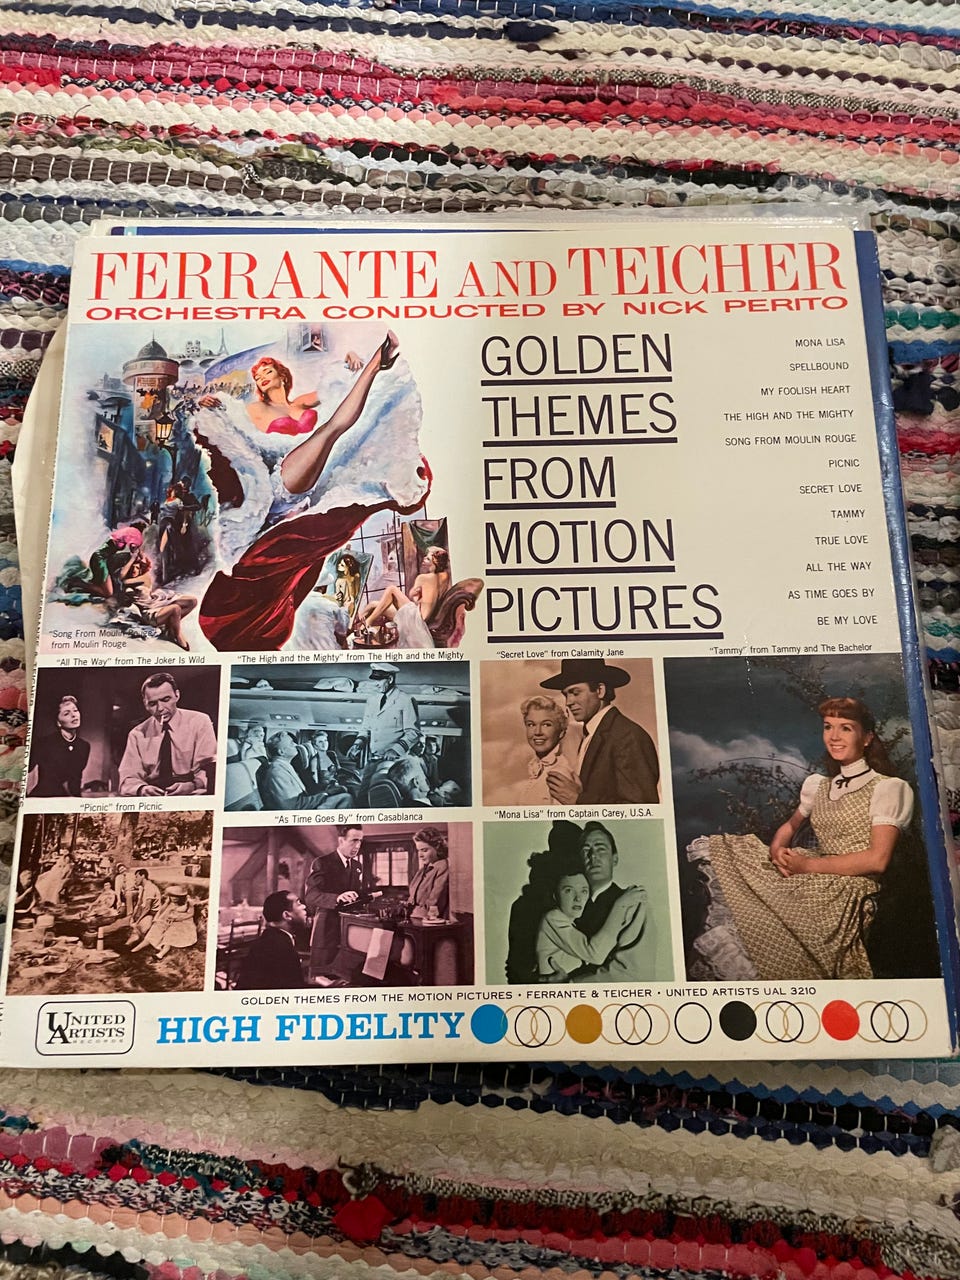 FERRANTE AND TEICHER
ORCHESTRA CONDUCTED BY NICK PERITO
GOLDEN
THEMES
FROM
MOTION
PICTURES
MONA LISA
SPELLBOUND
MY FOOLISH HEART
THE HIGH AND THE MIGHTY
SONG FROM MOULIN ROUGE
PICNIC
SECRET LOVE
TAMMY
TRUE LOVE
ALL THE WAY
AS TIME GOES BY
BE MY LOVE
"Song From Moulin Rouge"
from Moulin Rouge
"All The Way" from The Joker Is Wild
"The High and the Mighty" from The High and the Mighty
"Secret Love" from Calamity Jane
"Tammy" from Tammy and The Bachelor
"Picnic" from Picnic
"As Time Goes By" from Casablanca
"Mona Lisa" from Captain Carey, U.S.A.
GOLDEN THEMES FROM THE MOTION PICTURES • FERRANTE & TEICHER • UNITED ARTISTS UAL 3210
UNITED
ARTISTS
RECORDS
HIGH FIDELITY